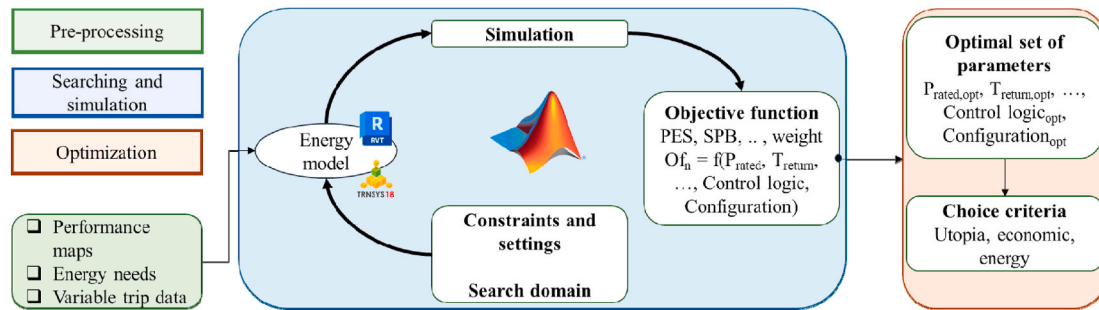 Pre-processing
Searching and
simulation
Optimization
❑ Performance
maps
❑ Energy needs
❑ Variable trip data
Simulation
Energy
model
R
RVT
TRNSYS 18
Constraints and
settings
Search domain
Objective function
PES, SPB, .. , weight
Ofn = f(Prated, Treturn,
…, Control logic,
Configuration)
Optimal set of
parameters
Prated,opt, Treturn,opt, …,
Control logicopt,
Configurationopt
Choice criteria
Utopia, economic,
energy